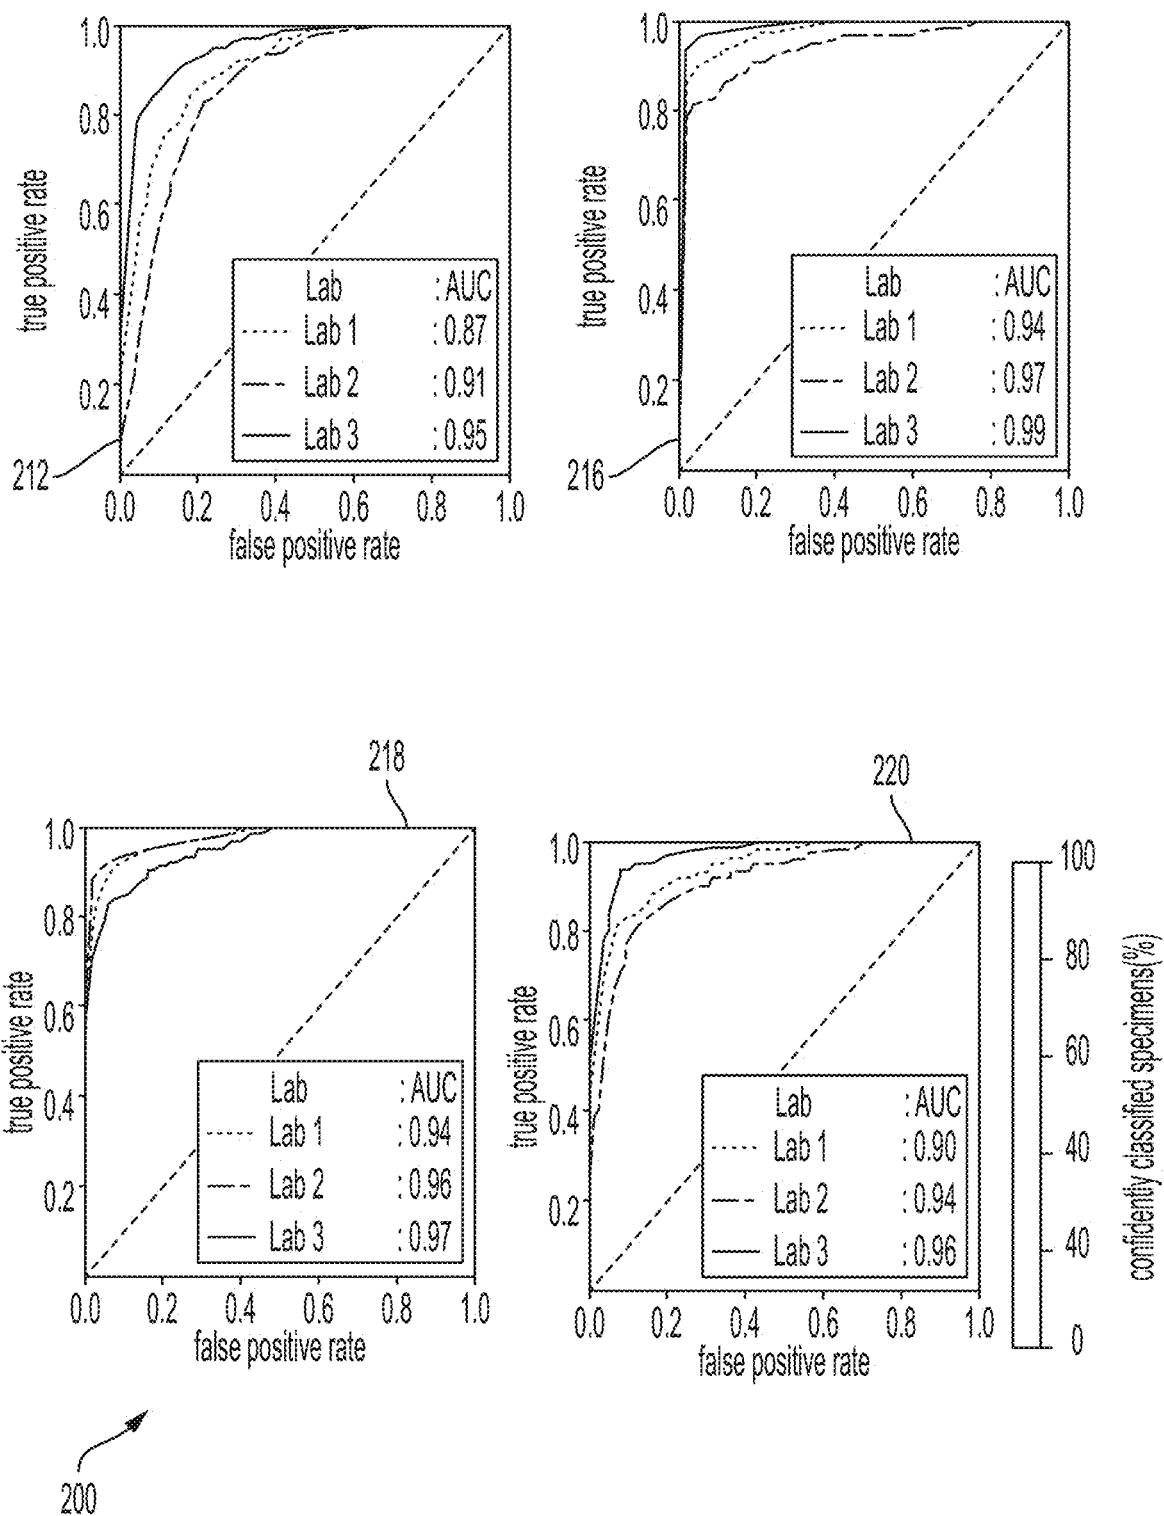 1.0
0.8
0.6
0.4
0.2
true positive rate
Lab : AUC
Lab 1 : 0.87
Lab 2 : 0.91
Lab 3 : 0.95
212
0.0 0.2 0.4 0.6 0.8 1.0
false positive rate
1.0
0.8
0.6
0.4
0.2
true positive rate
Lab : AUC
Lab 1 : 0.94
Lab 2 : 0.97
Lab 3 : 0.99
216
0.0 0.2 0.4 0.6 0.8 1.0
false positive rate
218
1.0
0.8
0.6
0.4
0.2
true positive rate
Lab : AUC
Lab 1 : 0.94
Lab 2 : 0.96
Lab 3 : 0.97
0.0 0.2 0.4 0.6 0.8 1.0
false positive rate
220
1.0
0.8
0.6
0.4
0.2
true positive rate
Lab : AUC
Lab 1 : 0.90
Lab 2 : 0.94
Lab 3 : 0.96
0.0 0.2 0.4 0.6 0.8 1.0
false positive rate
100
80
60
40
40
0
confidently classified specimens(%)
200